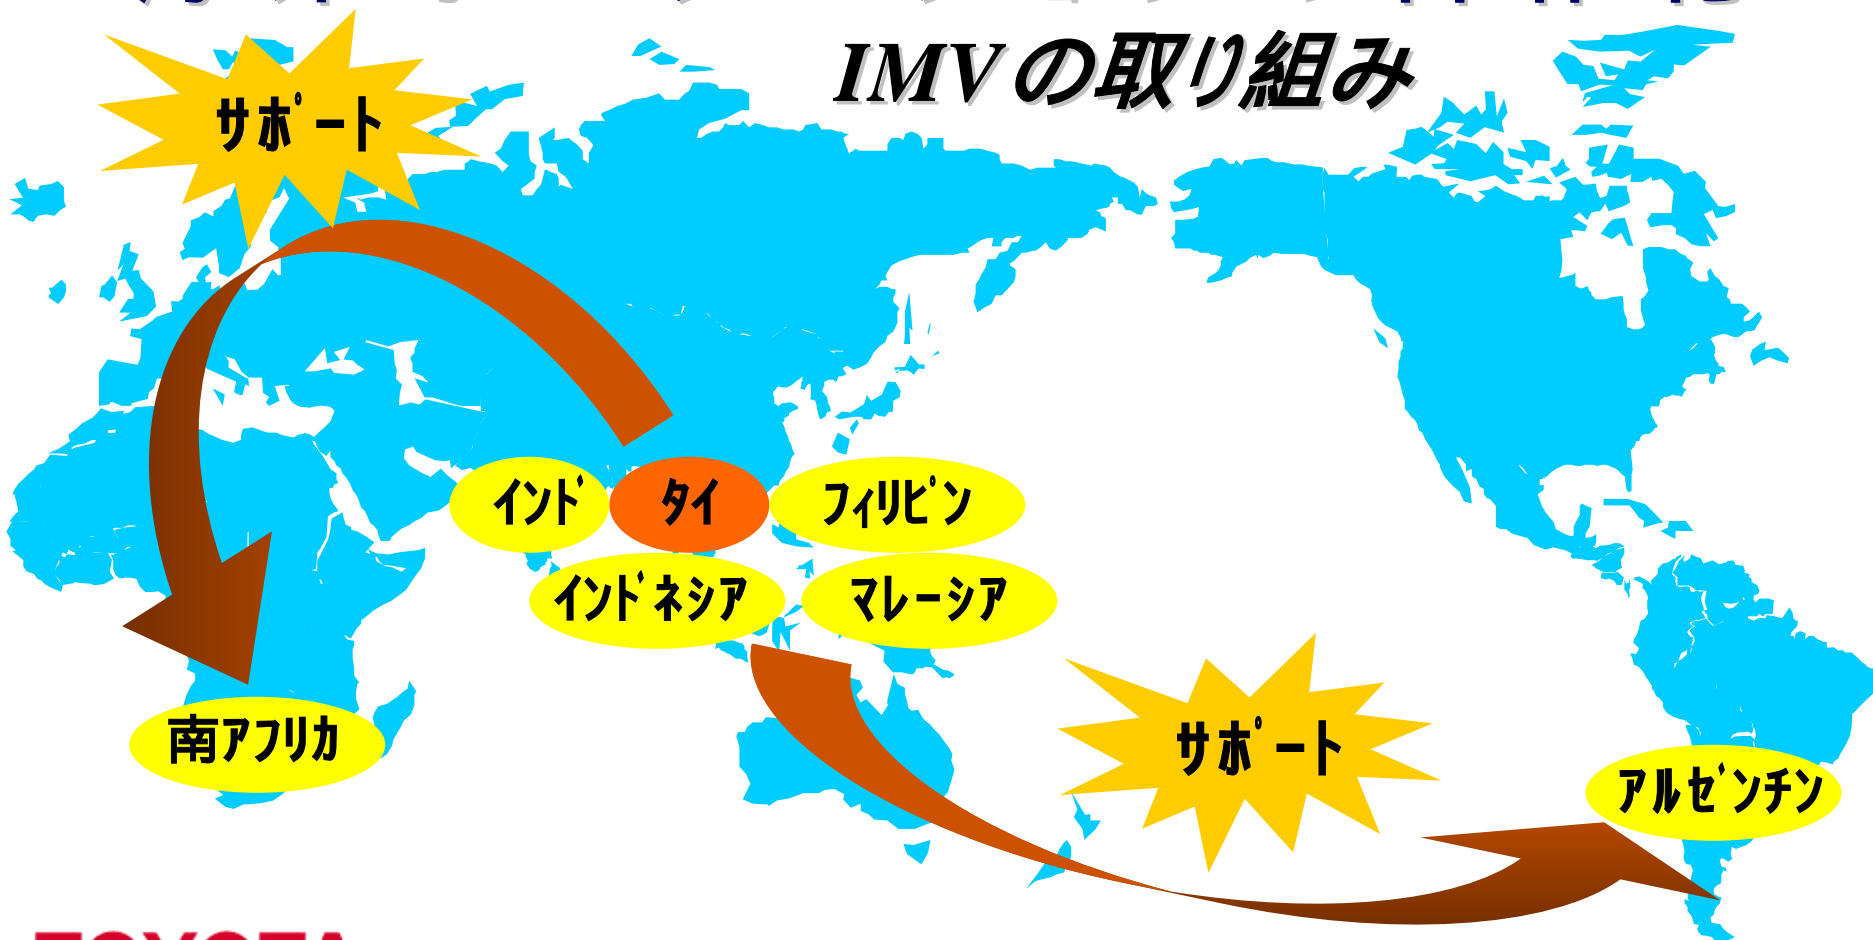 IMVの取り組み
ｻﾎﾟｰﾄ
ｲﾝﾄﾞ
ﾀｲ
ﾌｨﾘﾋﾟﾝ
ｲﾝﾄﾞﾈｼｱ
ﾏﾚｰｼｱ
南ｱﾌﾘｶ
ｻﾎﾟｰﾄ
ｱﾙｾﾞﾝﾁﾝ
TOYOTA